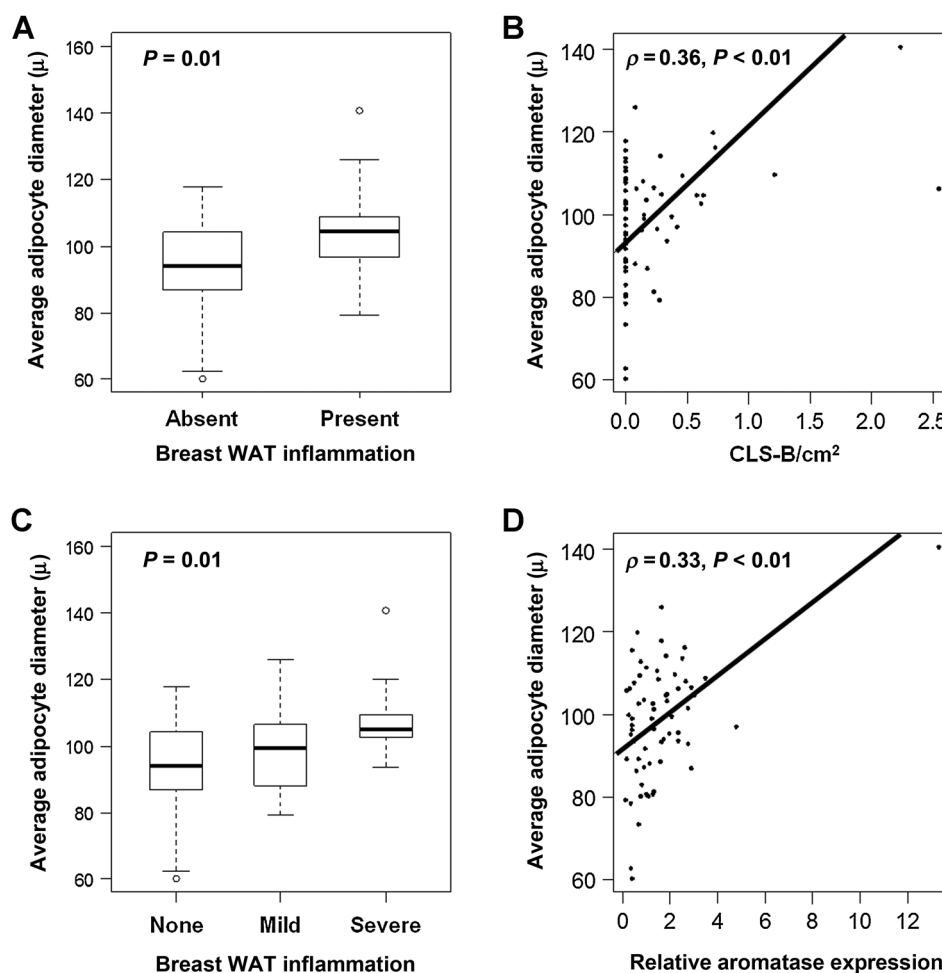 A
P = 0.01
Average adipocyte diameter (μ)
160
140
120
100
80
60
Absent
Present
Breast WAT inflammation
B
ρ = 0.36, P < 0.01
Average adipocyte diameter (μ)
140
120
100
80
60
0.0 0.5 1.0 1.5 2.0 2.5
CLS-B/cm²
C
P = 0.01
Average adipocyte diameter (μ)
160
140
120
100
80
60
None Mild Severe
Breast WAT inflammation
D
ρ = 0.33, P < 0.01
Average adipocyte diameter (μ)
140
120
100
80
60
0 2 4 6 8 10 12
Relative aromatase expression